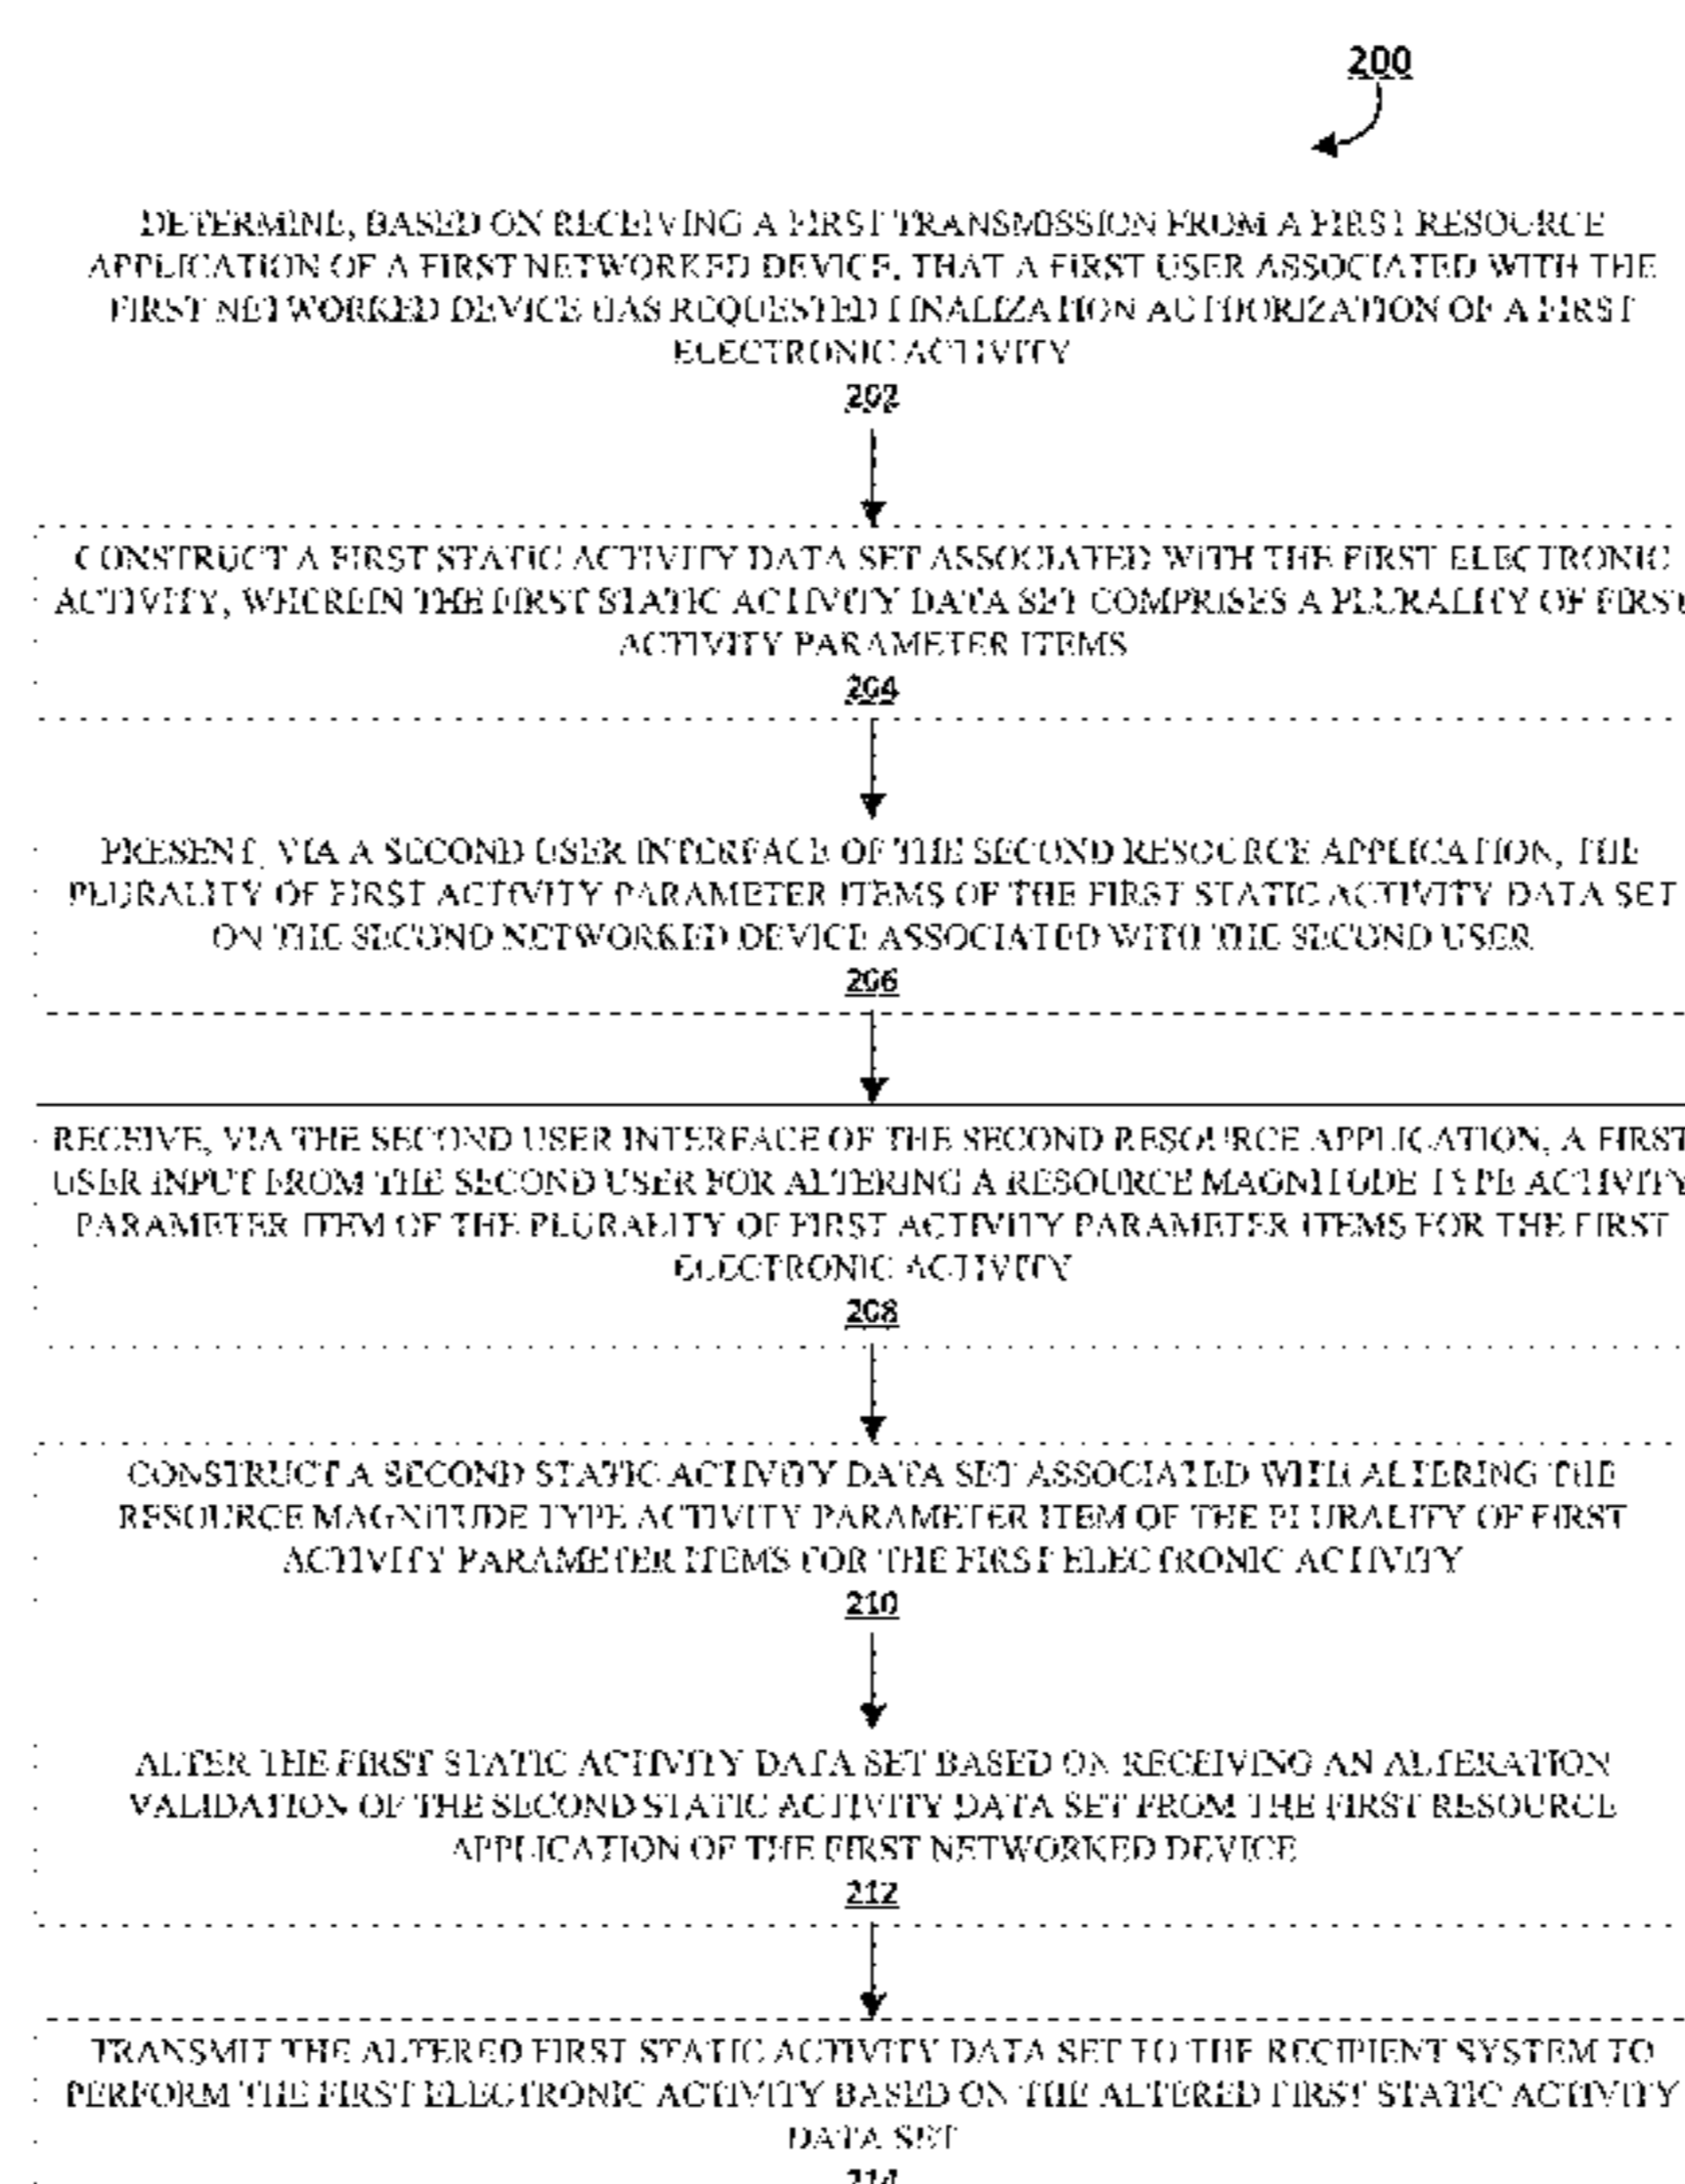 200
DETERMINE, BASED ON RECEIVING A FIRST TRANSMISSION FROM A FIRST RESOURCE
APPLICATION OF A FIRST NETWORKED DEVICE, THAT A FIRST USER ASSOCIATED WITH THE
FIRST NETWORKED DEVICE HAS REQUESTED FINALIZATION AUTHORIZATION OF A FIRST
ELECTRONIC ACTIVITY
202
CONSTRUCT A FIRST STATIC ACTIVITY DATA SET ASSOCIATED WITH THE FIRST ELECTRONIC
ACTIVITY, WHEREIN THE FIRST STATIC ACTIVITY DATA SET COMPRISES A PLURALITY OF FIRST
ACTIVITY PARAMETER ITEMS
204
PRESENT, VIA A SECOND USER INTERFACE OF THE SECOND RESOURCE APPLICATION, THE
PLURALITY OF FIRST ACTIVITY PARAMETER ITEMS OF THE FIRST STATIC ACTIVITY DATA SET
ON THE SECOND NETWORKED DEVICE ASSOCIATED WITH THE SECOND USER
206
RECEIVE, VIA THE SECOND USER INTERFACE OF THE SECOND RESOURCE APPLICATION, A FIRST
USER INPUT FROM THE SECOND USER FOR ALTERING A RESOURCE MAGNITUDE TYPE ACTIVITY
PARAMETER ITEM OF THE PLURALITY OF FIRST ACTIVITY PARAMETER ITEMS FOR THE FIRST
ELECTRONIC ACTIVITY
208
CONSTRUCT A SECOND STATIC ACTIVITY DATA SET ASSOCIATED WITH ALTERING THE
RESOURCE MAGNITUDE TYPE ACTIVITY PARAMETER ITEM OF THE PLURALITY OF FIRST
ACTIVITY PARAMETER ITEMS FOR THE FIRST ELECTRONIC ACTIVITY
210
ALTER THE FIRST STATIC ACTIVITY DATA SET BASED ON RECEIVING AN ALTERATION
VALIDATION OF THE SECOND STATIC ACTIVITY DATA SET FROM THE FIRST RESOURCE
APPLICATION OF THE FIRST NETWORKED DEVICE
212
TRANSMIT THE ALTERED FIRST STATIC ACTIVITY DATA SET TO THE RECIPIENT SYSTEM TO
PERFORM THE FIRST ELECTRONIC ACTIVITY BASED ON THE ALTERED FIRST STATIC ACTIVITY
DATA SET
214